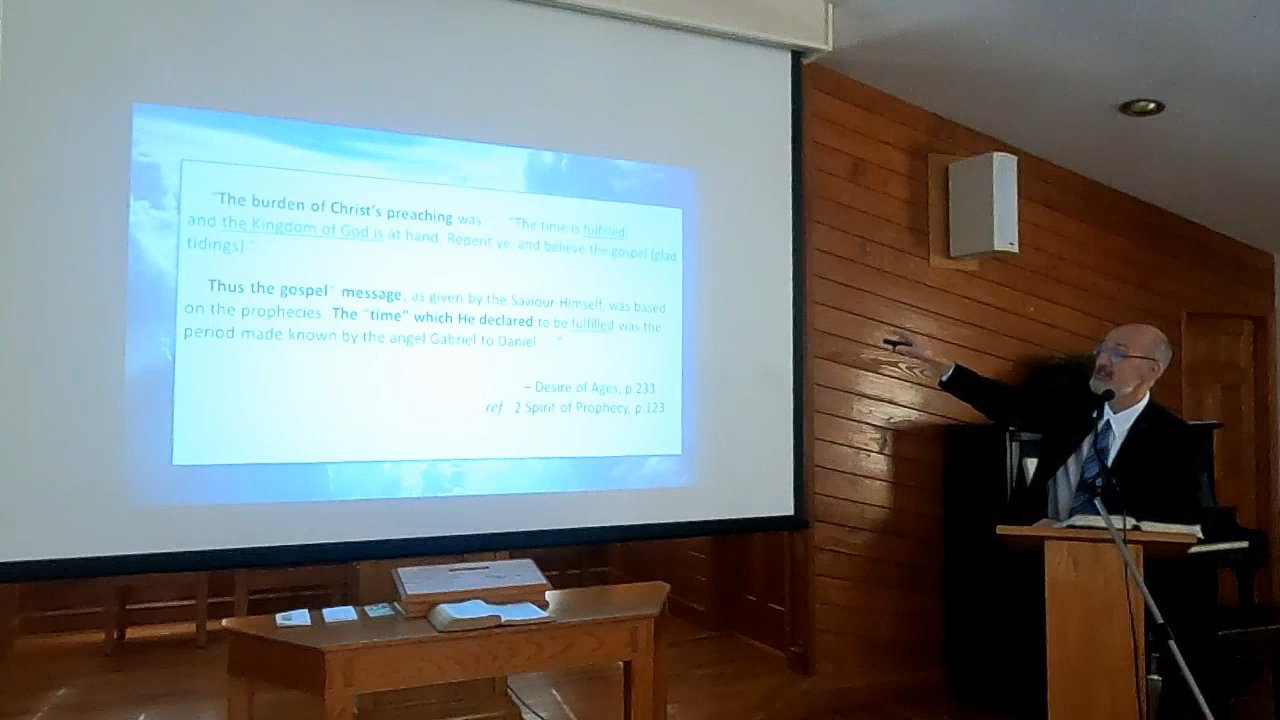 "The burden of Christ's preaching was . . . "The time is fulfilled,
and the Kingdom of God is at hand. Repent ye, and believe the gospel (glad
tidings)."
Thus the gospel message, as given by the Saviour Himself, was based
on the prophecies. The "time" which He declared to be fulfilled was the
period made known by the angel Gabriel to Daniel . . ."
– Desire of Ages, p.233
ref 2 Spirit of Prophecy, p.123